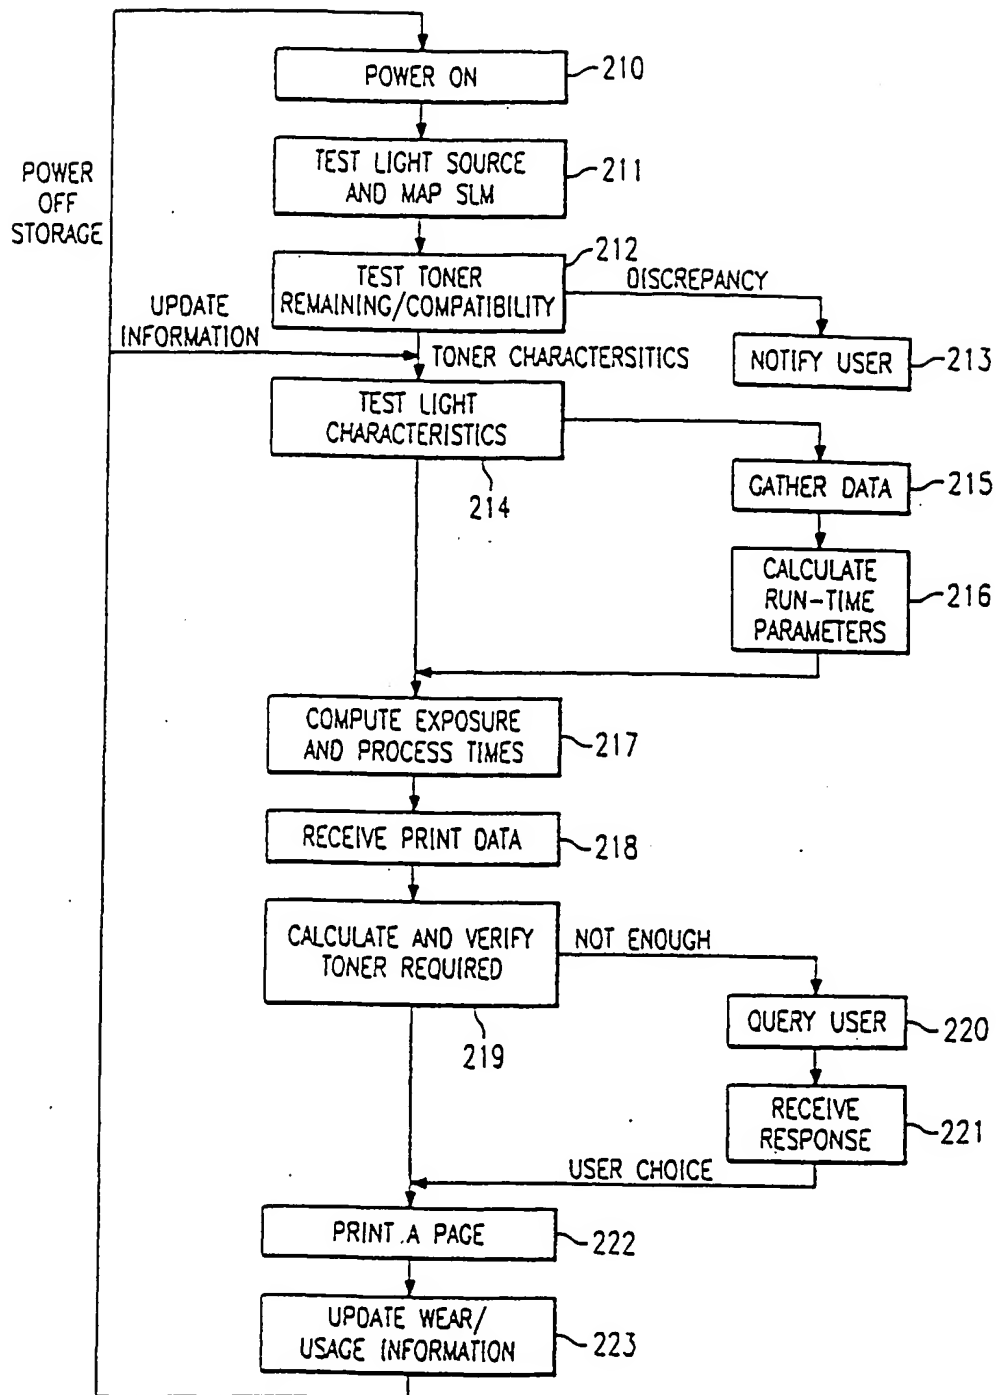 POWER ON
210
TEST LIGHT SOURCE
AND MAP SLM
211
POWER
OFF
STORAGE
212
TEST TONER
REMAINING/COMPATIBILITY
DISCREPANCY
UPDATE
INFORMATION
TONER CHARACTERSITICS
NOTIFY USER
213
TEST LIGHT
CHARACTERISTICS
214
GATHER DATA
215
CALCULATE
RUN-TIME
PARAMETERS
216
COMPUTE EXPOSURE
AND PROCESS TIMES
217
RECEIVE PRINT DATA
218
CALCULATE AND VERIFY
TONER REQUIRED
219
NOT ENOUGH
QUERY USER
220
RECEIVE
RESPONSE
221
USER CHOICE
PRINT A PAGE
222
UPDATE WEAR/
USAGE INFORMATION
223